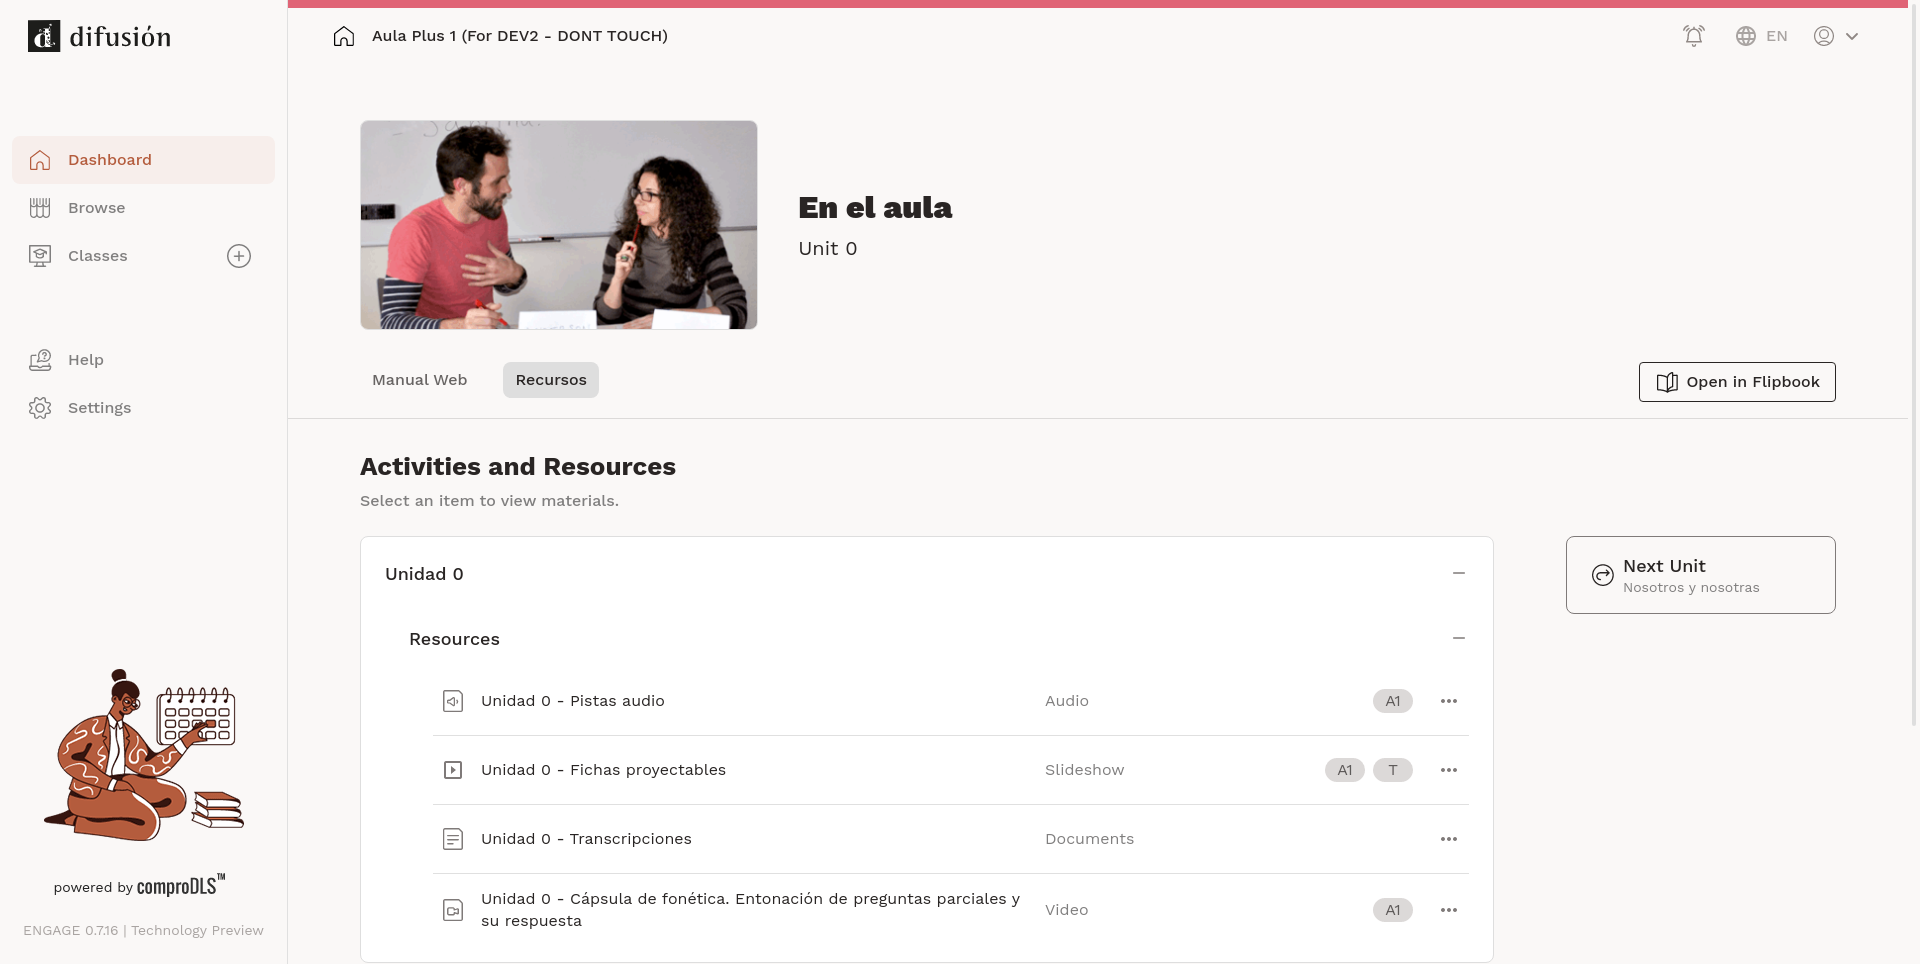 difusión
Aula Plus 1 (For DEV2 - DONT TOUCH)
EN
Dashboard
Browse
Classes
Help
Settings
En el aula
Unit 0
Manual Web
Recursos
Open in Flipbook
Activities and Resources
Select an item to view materials.
Unidad 0
Next Unit
Nosotros y nosotras
Resources
Unidad 0 - Pistas audio Audio A1
Unidad 0 - Fichas proyectables Slideshow A1 T
Unidad 0 - Transcripciones Documents
Unidad 0 - Cápsula de fonética. Entonación de preguntas parciales y
su respuesta
Video A1
powered by comproDLS™
ENGAGE 0.7.16 | Technology Preview